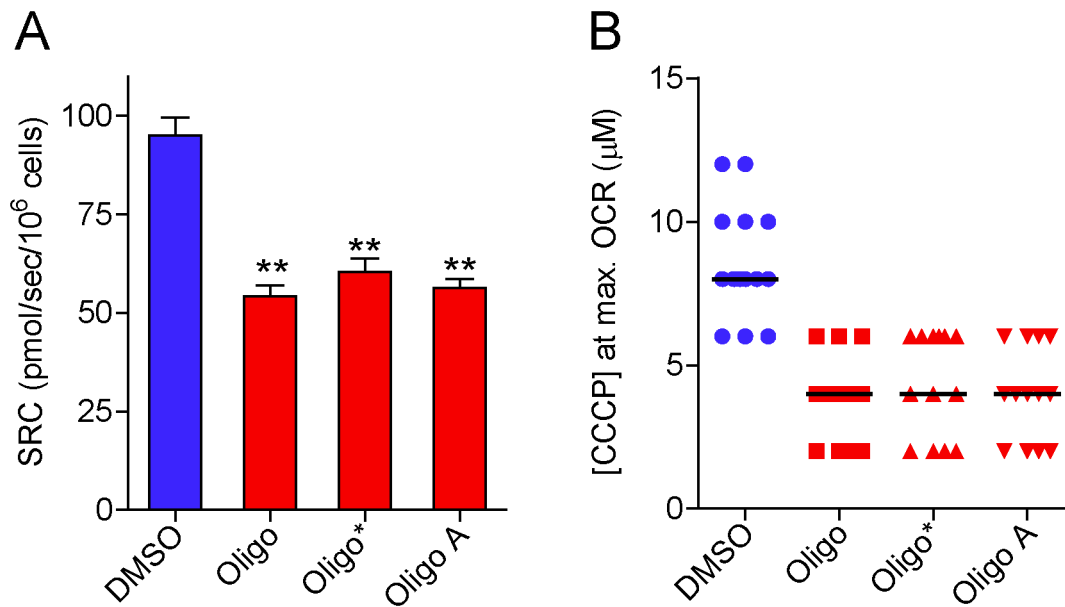 A
SRC (pmol/sec/10⁶ cells)
100
75
50
25
0
**
**
**
DMSO
Oligo
Oligo*
Oligo A
B
[CCCP] at max. OCR (μM)
15
10
5
0
DMSO
Oligo
Oligo*
Oligo A